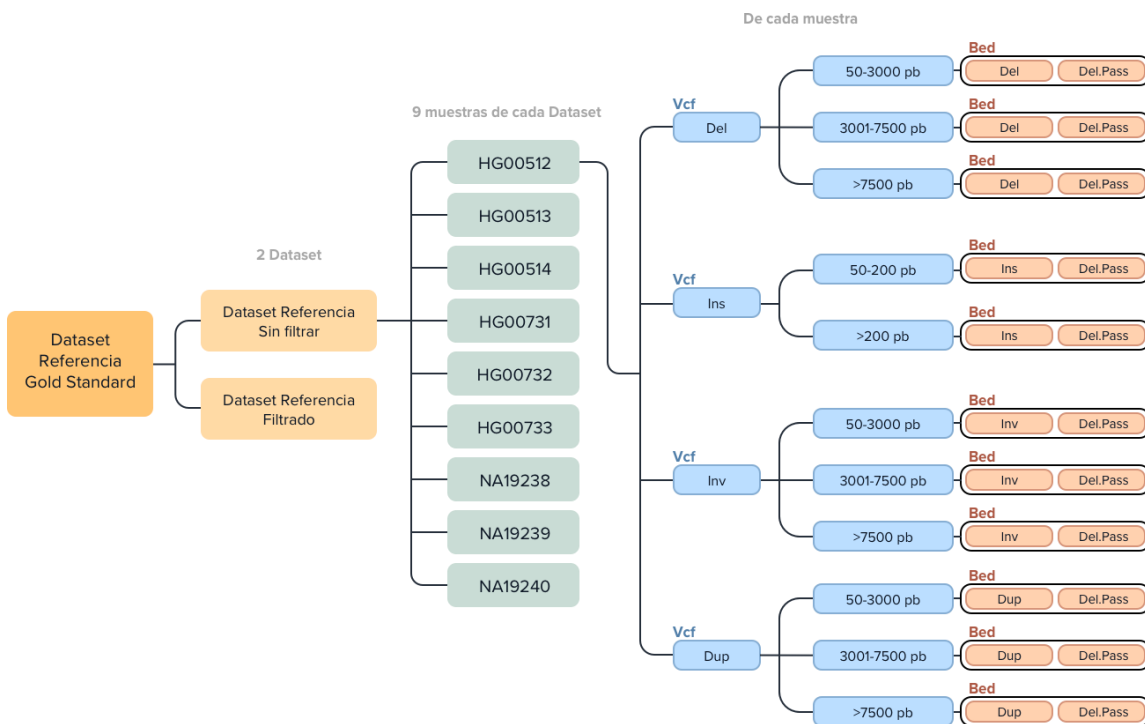 De cada muestra
9 muestras de cada Dataset
2 Dataset
Dataset
Referencia
Gold Standard
Dataset Referencia
Sin filtrar
Dataset Referencia
Filtrado
HG00512
HG00513
HG00514
HG00731
HG00732
HG00733
NA19238
NA19239
NA19240
Vcf
Del
50-3000 pb
Bed
Del
Del.Pass
3001-7500 pb
Bed
Del
Del.Pass
>7500 pb
Bed
Del
Del.Pass
Vcf
Ins
50-200 pb
Bed
Ins
Del.Pass
>200 pb
Bed
Ins
Del.Pass
Vcf
Inv
50-3000 pb
Bed
Inv
Del.Pass
3001-7500 pb
Bed
Inv
Del.Pass
>7500 pb
Bed
Inv
Del.Pass
Vcf
Dup
50-3000 pb
Bed
Dup
Del.Pass
3001-7500 pb
Bed
Dup
Del.Pass
>7500 pb
Bed
Dup
Del.Pass